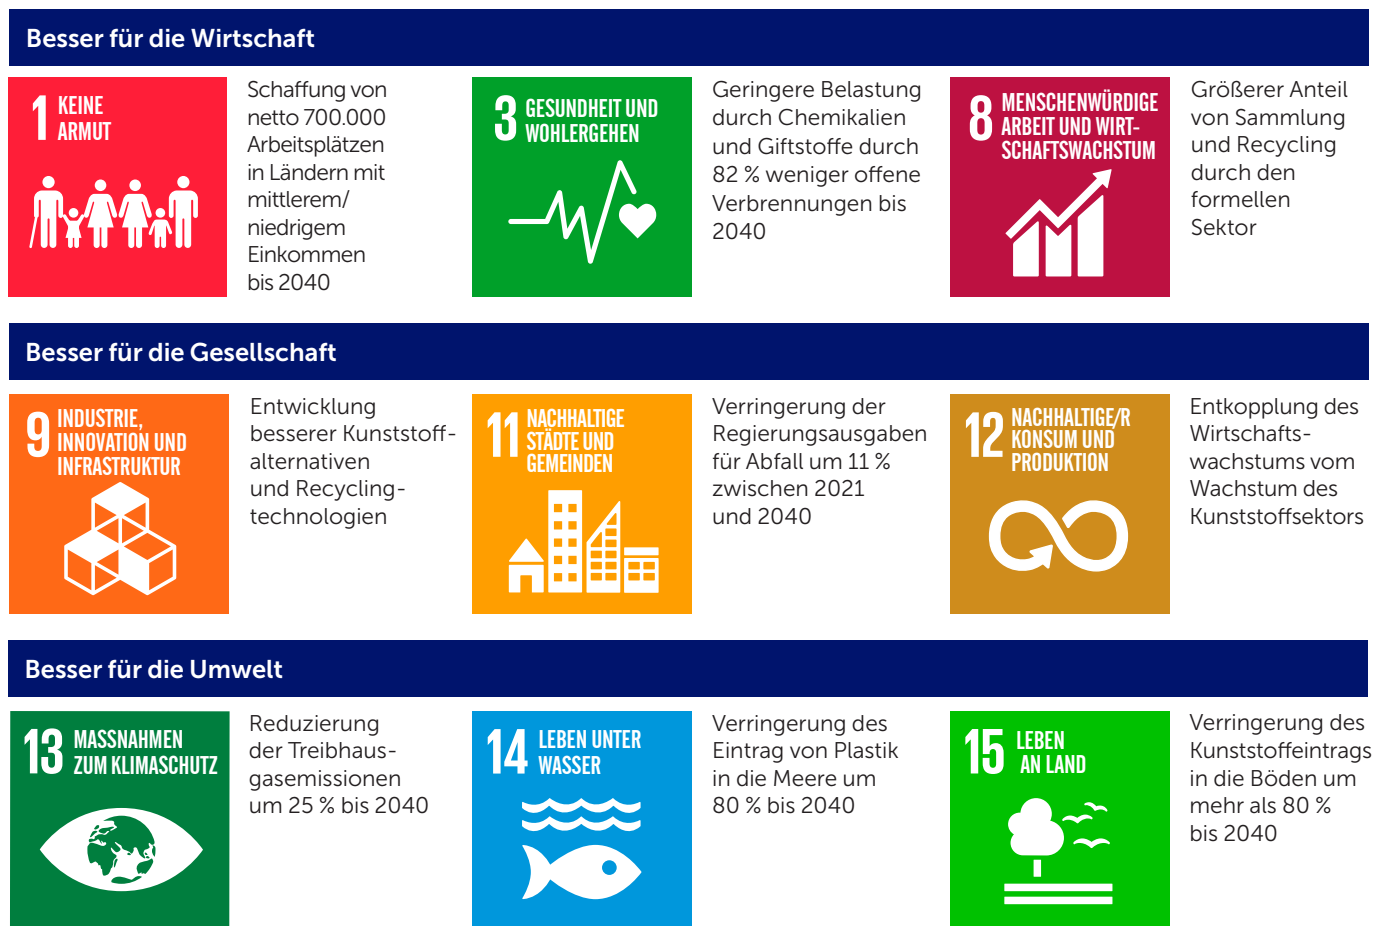 Besser für die Wirtschaft
1 KEINE
ARMUT
Schaffung von
netto 700.000
Arbeitsplätzen
in Ländern mit
mittlerem/
niedrigem
Einkommen
bis 2040
3 GESUNDHEIT UND
WOHLERGEHEN
Geringere Belastung
durch Chemikalien
und Giftstoffe durch
82 % weniger offene
Verbrennungen bis
2040
8 MENSCHENWÜRDIGE
ARBEIT UND WIRT-
SCHAFTSWACHSTUM
Größerer Anteil
von Sammlung
und Recycling
durch den
formellen
Sektor
Besser für die Gesellschaft
9 INDUSTRIE,
INNOVATION UND
INFRASTRUKTUR
Entwicklung
besserer Kunststoff-
alternativen
und Recycling-
technologien
11 NACHHALTIGE
STÄDTE UND
GEMEINDEN
Verringerung der
Regierungsausgaben
für Abfall um 11 %
zwischen 2021
und 2040
12 NACHHALTIGE/R
KONSUM UND
PRODUKTION
Entkopplung des
Wirtschafts-
wachstums vom
Wachstum des
Kunststoffsektors
Besser für die Umwelt
13 MASSNAHMEN
ZUM KLIMASCHUTZ
Reduzierung
der Treibhaus-
gasemissionen
um 25 % bis 2040
14 LEBEN UNTER
WASSER
Verringerung des
Eintrag von Plastik
in die Meere um
80 % bis 2040
15 LEBEN
AN LAND
Verringerung des
Kunststoffeintrags
in die Böden um
mehr als 80 %
bis 2040